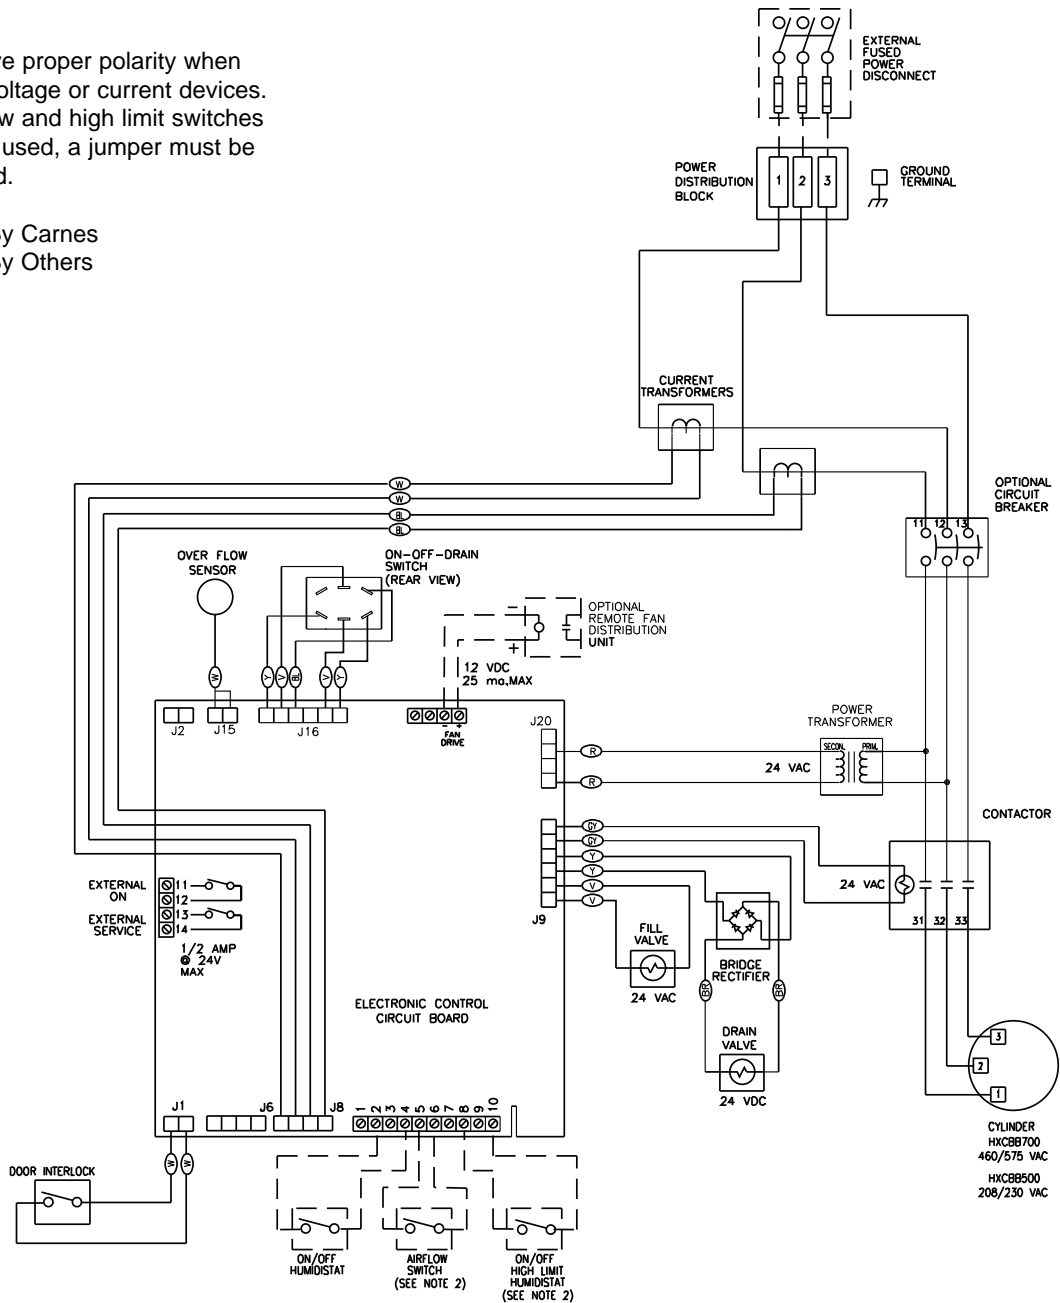 e proper polarity when
oltage or current devices.
w and high limit switches
used, a jumper must be
d.
y Carnes
y Others
EXTERNAL
FUSED
POWER
DISCONNECT
POWER
DISTRIBUTION
BLOCK
1 2 3
GROUND
TERMINAL
CURRENT
TRANSFORMERS
W
W
BL
BL
OPTIONAL
CIRCUIT
BREAKER
11 12 13
OVER FLOW
SENSOR
ON-OFF-DRAIN
SWITCH
(REAR VIEW)
OPTIONAL
REMOTE FAN
DISTRIBUTION
UNIT
-
+
12 VDC
25 ma,MAX
W
Y V BL V Y
J2 J15 J16
- +
FAN
DRIVE
J20
R
R
POWER
TRANSFORMER
SECON. PRIM.
24 VAC
CONTACTOR
24 VAC
31 32 33
GY
GY
Y
Y
V
V
J9
EXTERNAL
ON
EXTERNAL
SERVICE
11
12
13
14
1/2 AMP
@ 24V
MAX
FILL
VALVE
24 VAC
BRIDGE
RECTIFIER
BR BR
DRAIN
VALVE
24 VDC
ELECTRONIC CONTROL
CIRCUIT BOARD
3
2
1
CYLINDER
HXCBB700
460/575 VAC
HXCBB500
208/230 VAC
J1 J6 J8
1 2 3 4 5 6 7 8 9 10
W W
DOOR INTERLOCK
ON/OFF
HUMIDISTAT
AIRFLOW
SWITCH
(SEE NOTE 2)
ON/OFF
HIGH LIMIT
HUMIDISTAT
(SEE NOTE 2)